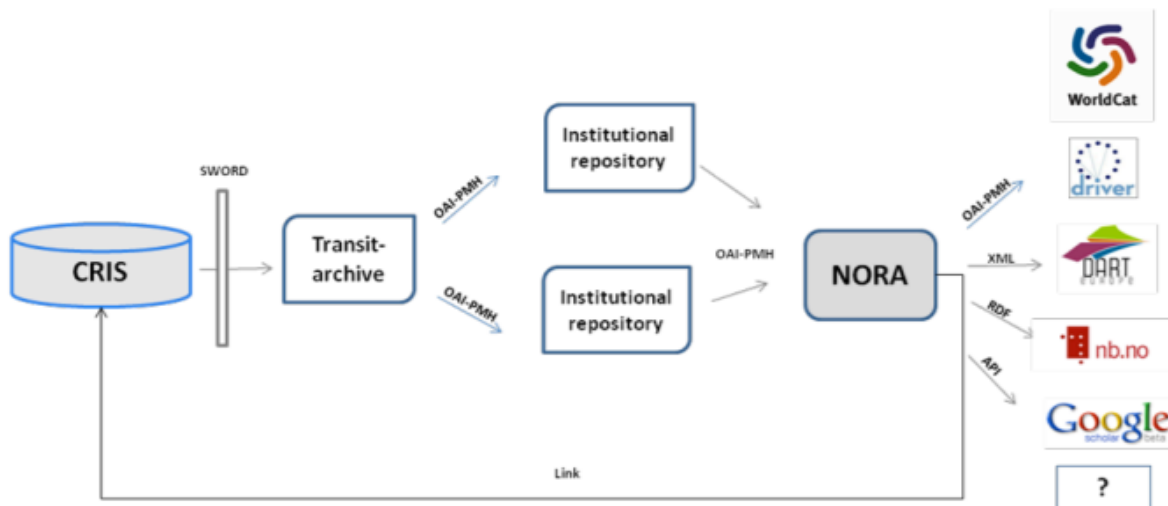 WorldCat
driver
DART
EUROPE
nb.no
Google
scholar beta
?
SWORD
CRIS
Transit-
archive
OAI-PMH
OAI-PMH
Institutional
repository
Institutional
repository
OAI-PMH
NORA
OAI-PMH
XML
RDF
API
Link